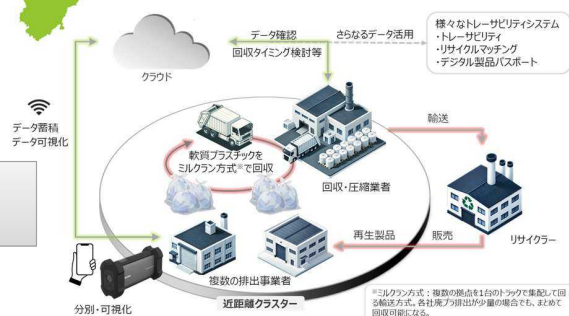 データ確認
回収タイミング検討等
さらなるデータ活用
様々なトレーサビリティシステム
・トレーサビリティ
・リサイクルマッチング
・デジタル製品パスポート
クラウド
データ蓄積
データ可視化
軟質プラスチックを
ミルクラン方式※で回収
回収・圧縮業者
輸送
リサイクラー
販売
再生製品
複数の排出事業者
近距離クラスター
分別・可視化
※ミルクラン方式:複数の拠点を1台のトラックで集配して回
る輸送方式。各社廃プラ排出が少量の場合でも、まとめて
回収可能になる。